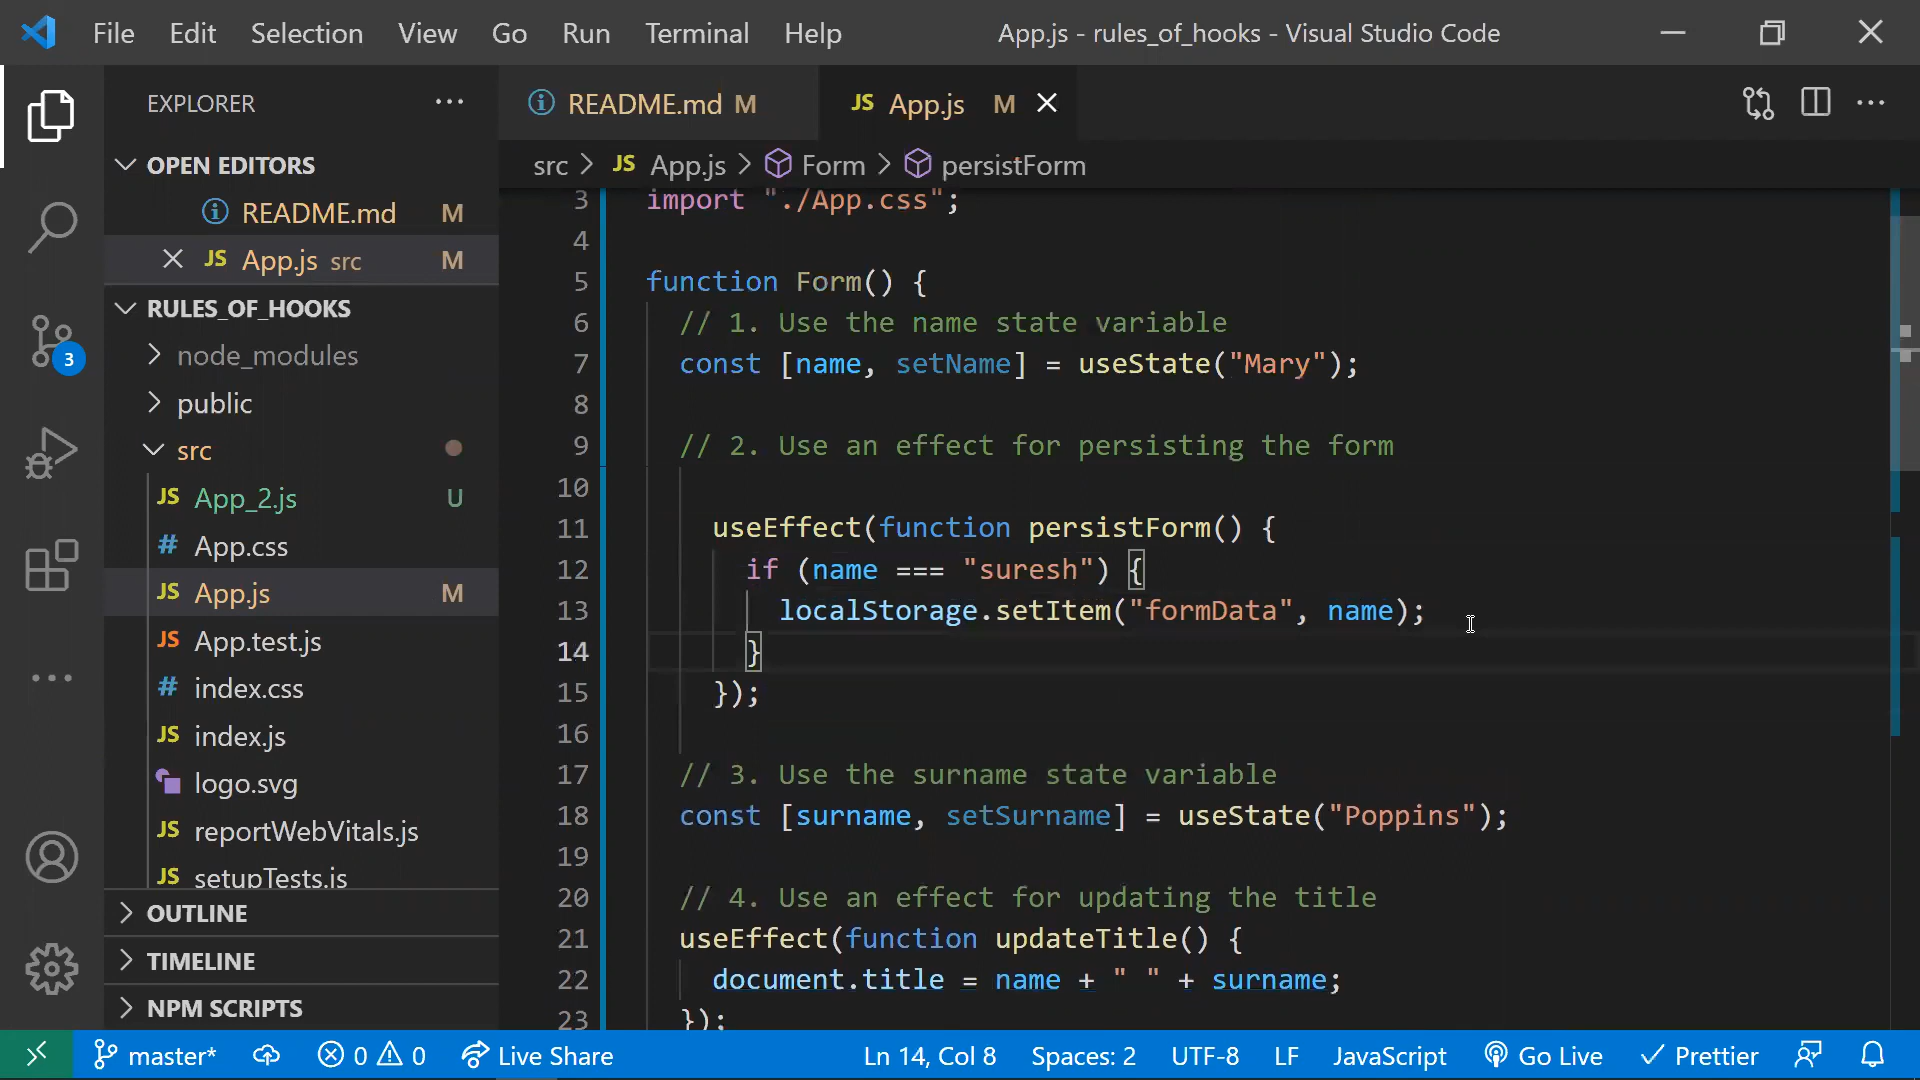 File Edit Selection View Go Run Terminal Help App.js - rules_of_hooks - Visual Studio Code
EXPLORER
OPEN EDITORS
README.md M
App.js src M
RULES_OF_HOOKS
node_modules
public
src
App_2.js U
App.css
App.js M
App.test.js
index.css
index.js
logo.svg
reportWebVitals.js
setupTests.js
OUTLINE
TIMELINE
NPM SCRIPTS
3
README.md M
JS App.js M
src > JS App.js > Form > persistForm
3 import "./App.css";
4
5 function Form() {
6 // 1. Use the name state variable
7 const [name, setName] = useState("Mary");
8
9 // 2. Use an effect for persisting the form
10
11 useEffect(function persistForm() {
12 if (name === "suresh") {
13 localStorage.setItem("formData", name);
14 }
15 });
16
17 // 3. Use the surname state variable
18 const [surname, setSurname] = useState("Poppins");
19
20 // 4. Use an effect for updating the title
21 useEffect(function updateTitle() {
22 document.title = name + " " + surname;
23 });
master* 0 0 Live Share Ln 14, Col 8 Spaces: 2 UTF-8 LF JavaScript Go Live Prettier